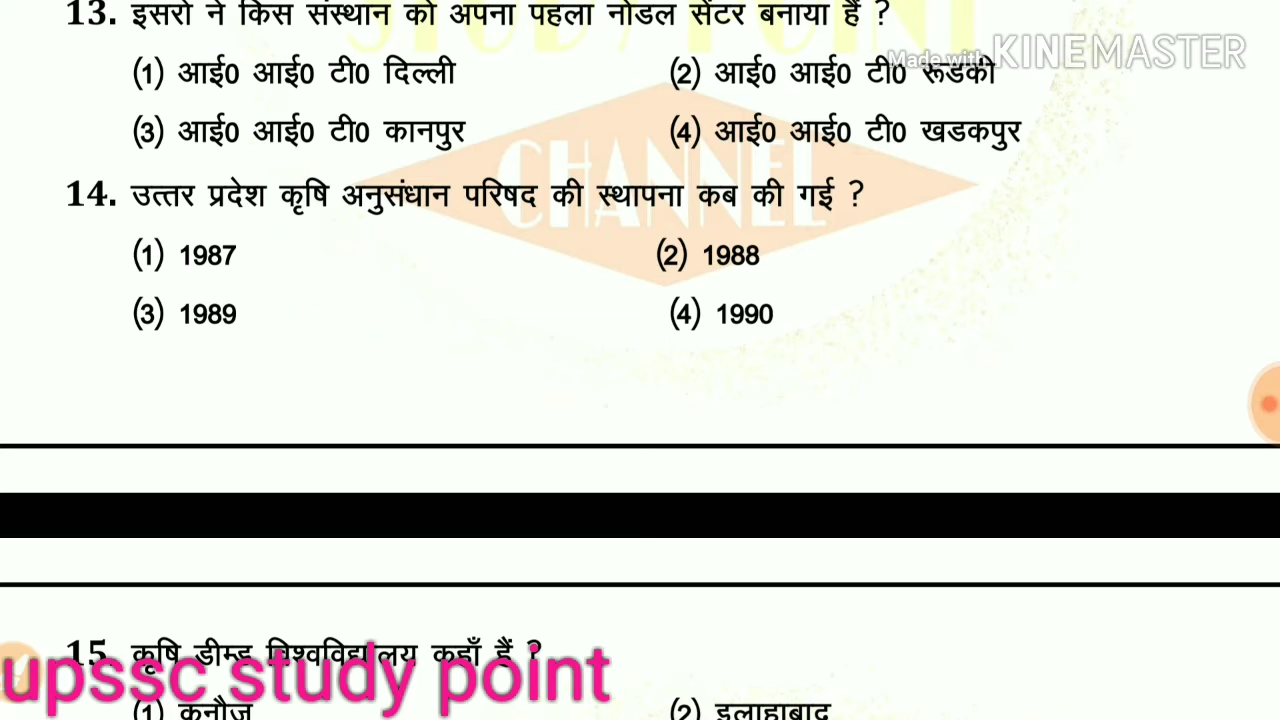 13. इसरो ने किस संस्थान को अपना पहला नोडल सेंटर बनाया हैं ?
Made with KINEMASTER
(1) आई0 आई0 टी0 दिल्ली (2) आई0 आई0 टी0 रूडकी
(3) आई0 आई0 टी0 कानपुर (4) आई0 आई0 टी0 खडकपुर
CHANNEL
14. उत्तर प्रदेश कृषि अनुसंधान परिषद की स्थापना कब की गई ?
(1) 1987 (2) 1988
(3) 1989 (4) 1990
15. कृषि डीम्ड विश्वविद्यालय कहाँ हैं ?
upssc study point
(1) कनौज (2) इलाहाबाद